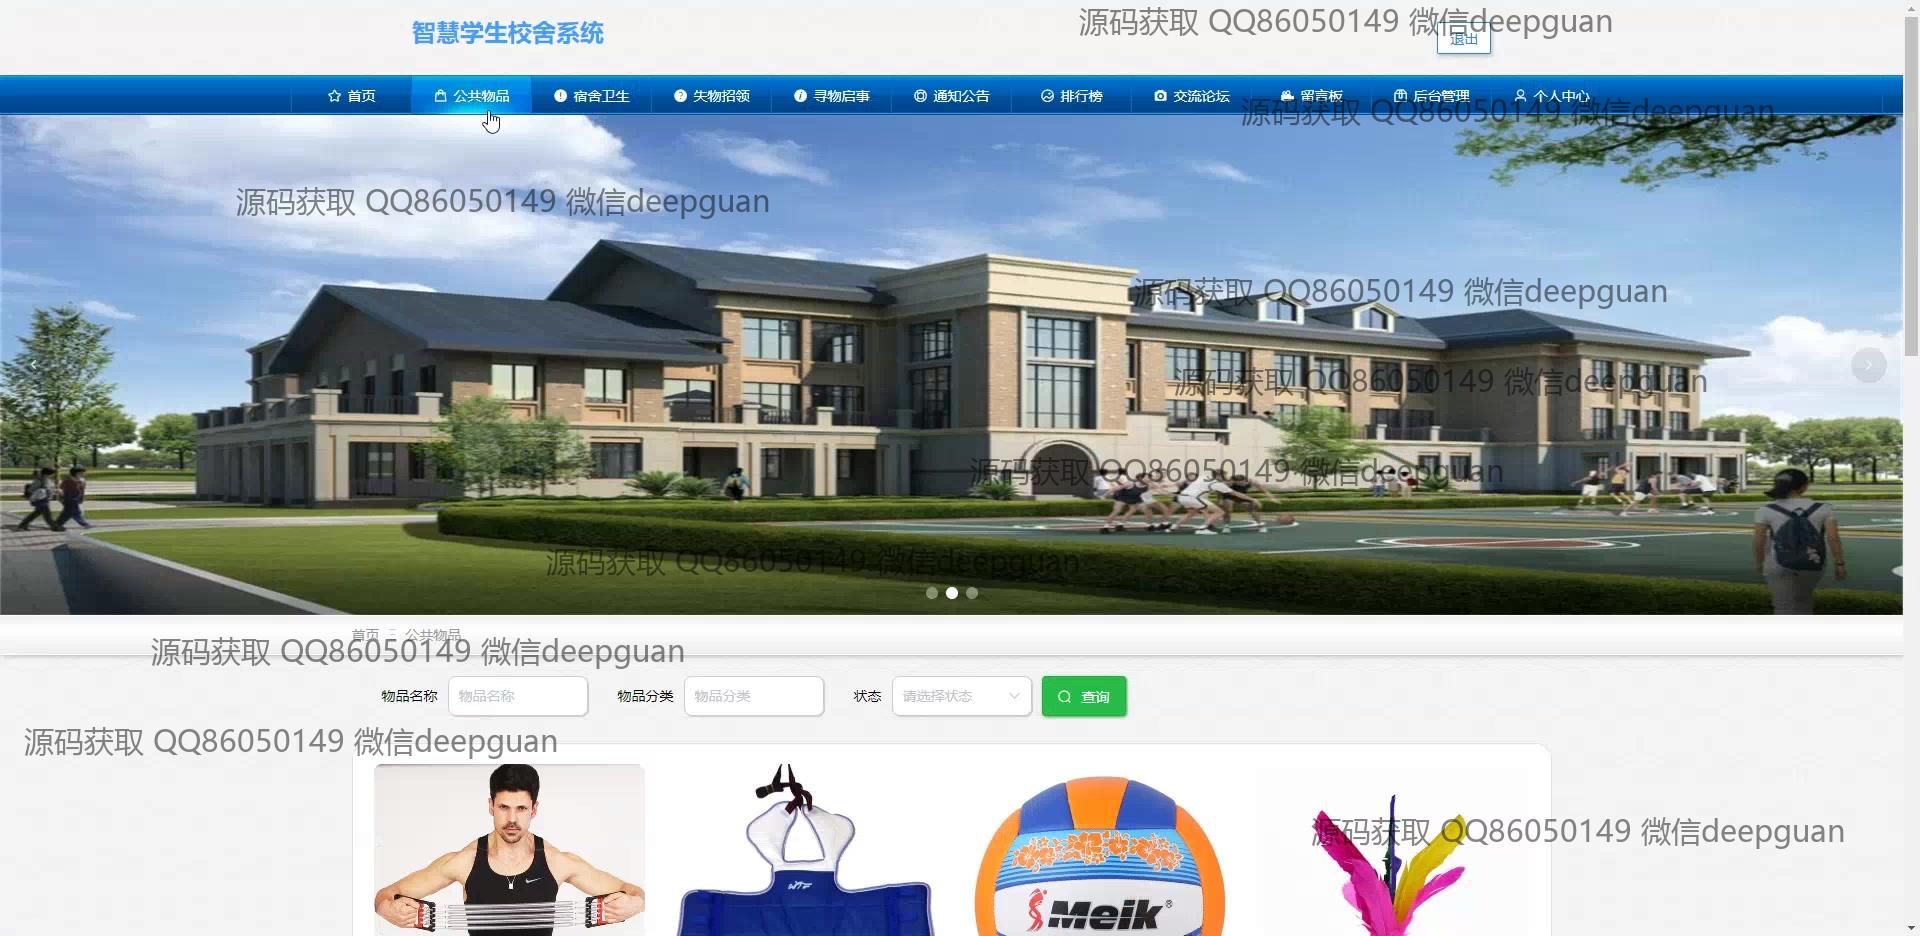 智慧学生校舍系统
源码获取 QQ86050149 微信deepguan
退出
首页
公共物品
宿舍卫生
失物招领
寻物启事
通知公告
排行榜
交流论坛
留言板
后台管理
个人中心
源码获取 QQ86050149 微信deepguan
源码获取 QQ86050149 微信deepguan
源码获取 QQ86050149 微信deepguan
源码获取 QQ86050149 微信deepguan
源码获取 QQ86050149 微信deepguan
源码获取 QQ86050149 微信deepguan
首页
公共物品
源码获取 QQ86050149 微信deepguan
物品名称
物品名称
物品分类
物品分类
状态
请选择状态
查询
源码获取 QQ86050149 微信deepguan
源码获取 QQ86050149 微信deepguan
WTF
Meik®